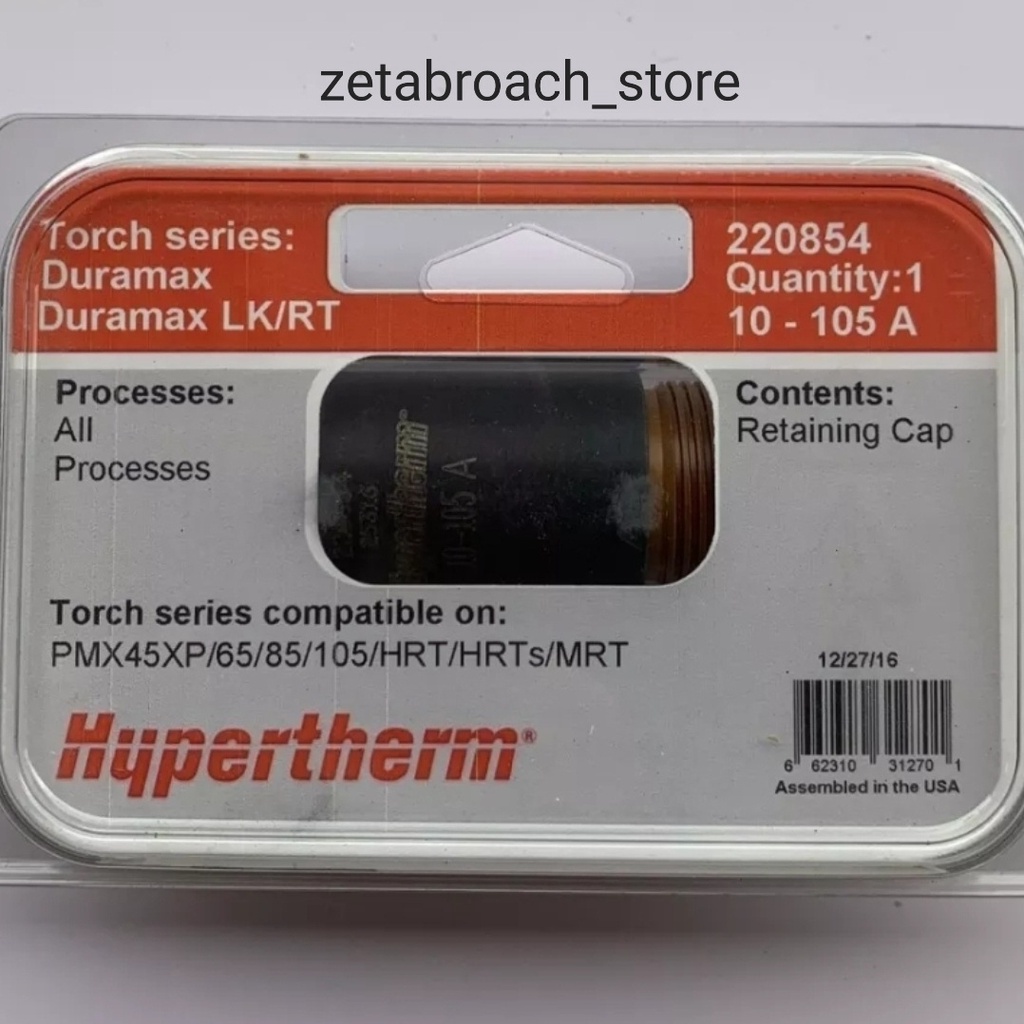 zetabroach_store
Torch series:
Duramax
Duramax LK/RT
220854
Quantity:1
10 - 105 A
Processes:
All
Processes
Contents:
Retaining Cap
Hypertherm®
10-105 A
Torch series compatible on:
PMX45XP/65/85/105/HRT/HRTs/MRT
Hypertherm®
12/27/16
6 62310 31270 1
Assembled in the USA